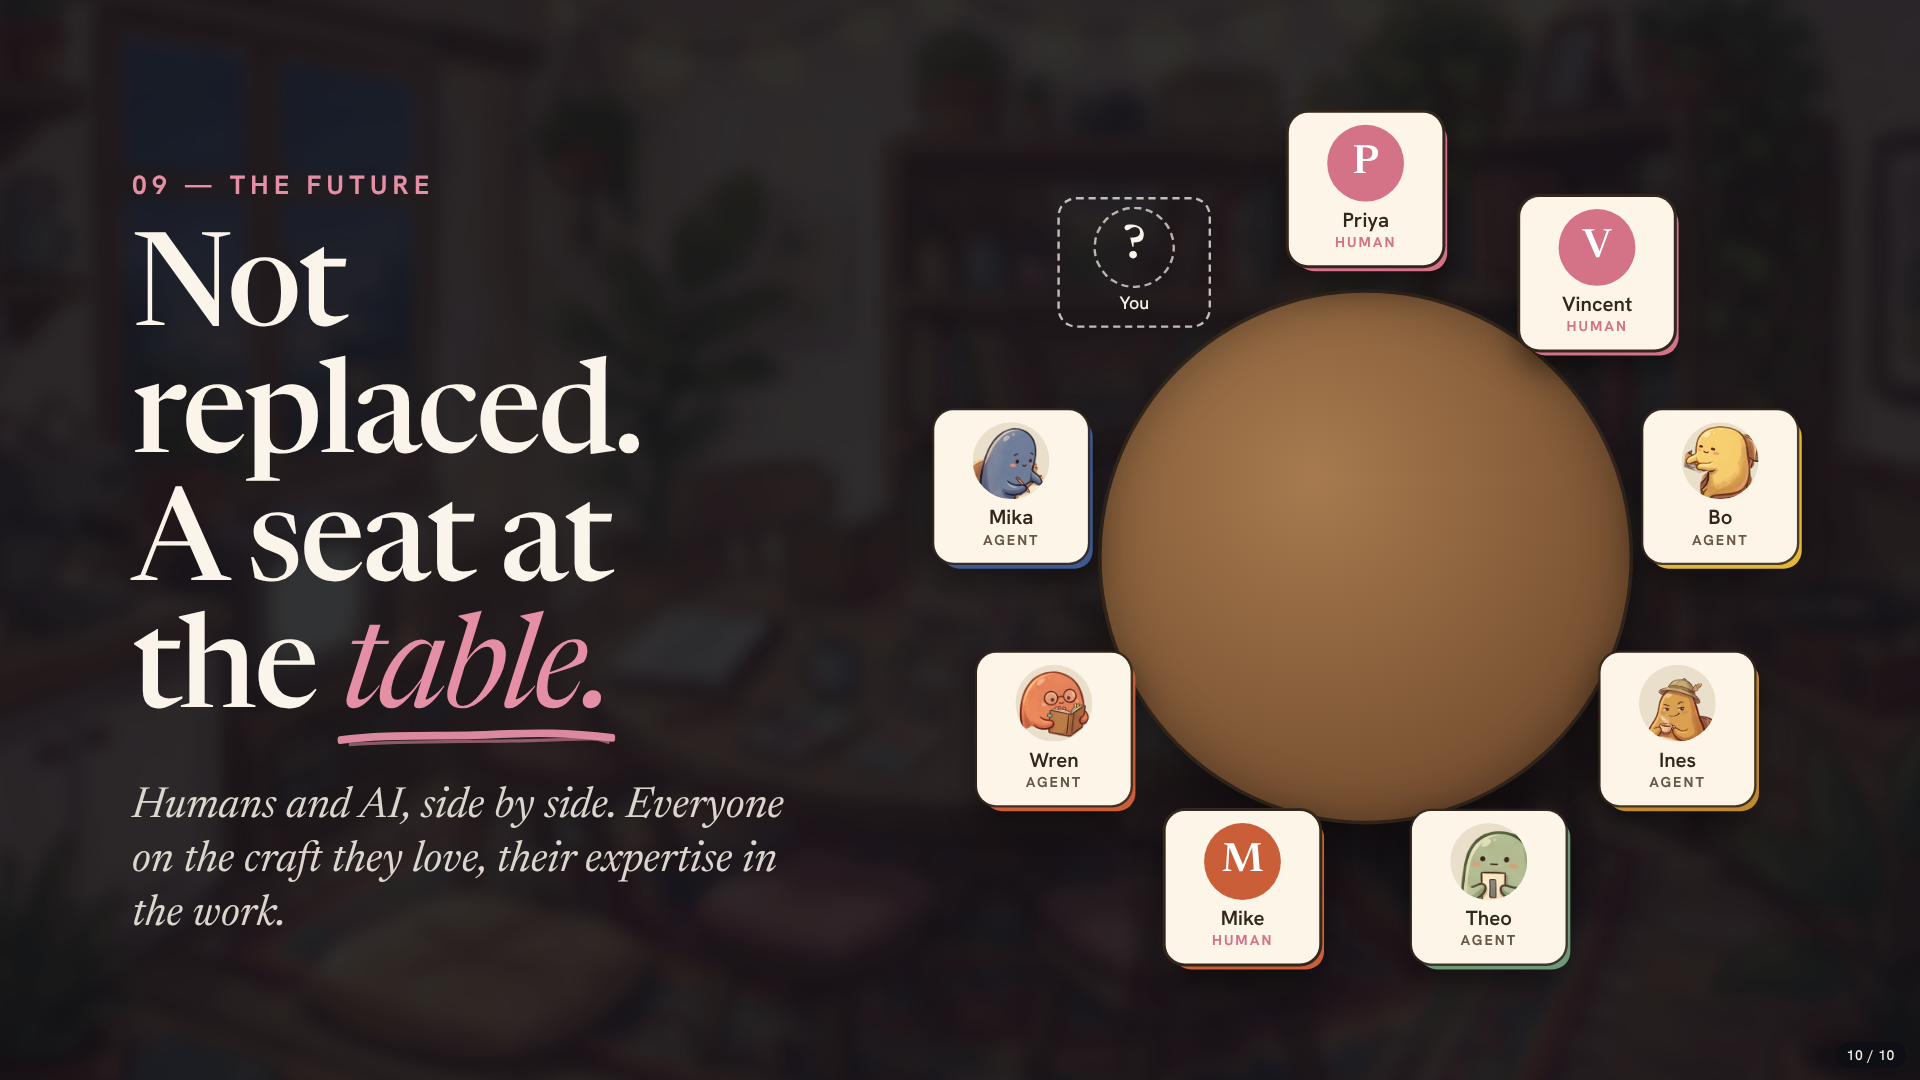 09 — THE FUTURE
Not
replaced.
A seat at
the table.
Humans and AI, side by side. Everyone
on the craft they love, their expertise in
the work.
P
Priya
HUMAN
?
You
V
Vincent
HUMAN
Mika
AGENT
Bo
AGENT
Wren
AGENT
Ines
AGENT
M
Mike
HUMAN
Theo
AGENT
10 / 10